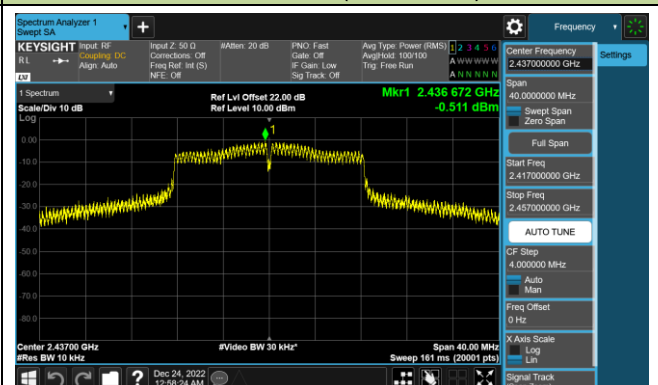 Spectrum Analyzer 1
Swept SA
+
Frequency
KEYSIGHT
RL
Input: RF
Coupling: DC
Align: Auto
Input Z: 50 Ω
Corrections: Off
Freq Ref: Int (S)
NFE: Off
#Atten: 20 dB
PNO: Fast
Gate: Off
IF Gain: Low
Sig Track: Off
Avg Type: Power (RMS)
Avg|Hold: 100/100
Trig: Free Run
1 2 3 4 5 6
A W W W W W
A N N N N N
Center Frequency
2.437000000 GHz
Settings
Span
40.0000000 MHz
Swept Span
Zero Span
Full Span
Start Freq
2.417000000 GHz
Stop Freq
2.457000000 GHz
AUTO TUNE
CF Step
4.000000 MHz
Auto
Man
Freq Offset
0 Hz
X Axis Scale
Log
Lin
Signal Track
1 Spectrum
Scale/Div 10 dB
Log
Ref Lvl Offset 22.00 dB
Ref Level 10.00 dBm
Mkr1 2.436 672 GHz
-0.511 dBm
1
0.00
-10.0
-20.0
-30.0
-40.0
-50.0
-60.0
-70.0
-80.0
Center 2.43700 GHz
#Res BW 10 kHz
#Video BW 30 kHz*
Span 40.00 MHz
Sweep 161 ms (20001 pts)
?
Dec 24, 2022
12:58:24 AM